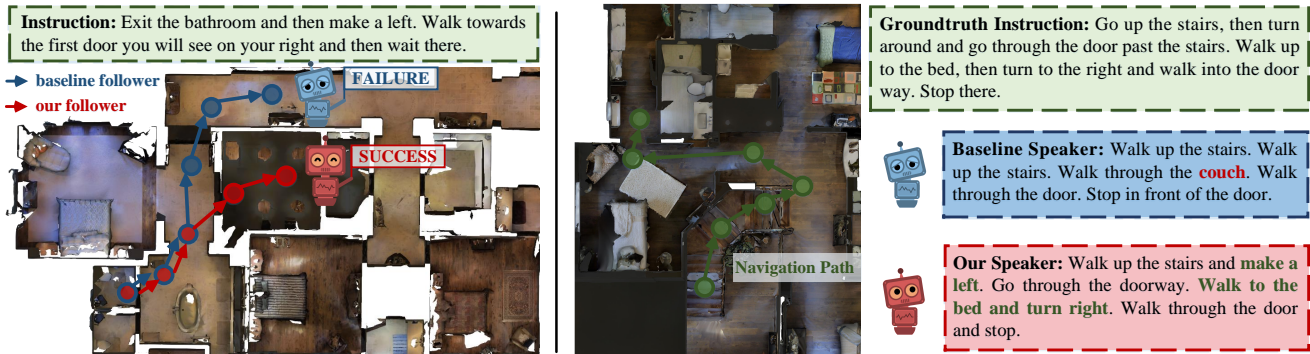 Instruction: Exit the bathroom and then make a left. Walk towards
the first door you will see on your right and then wait there.
baseline follower
our follower
FAILURE
SUCCESS
Navigation Path
Groundtruth Instruction: Go up the stairs, then turn
around and go through the door past the stairs. Walk up
to the bed, then turn to the right and walk into the door
way. Stop there.
Baseline Speaker: Walk up the stairs. Walk
up the stairs. Walk through the couch. Walk
through the door. Stop in front of the door.
Our Speaker: Walk up the stairs and make a
left. Go through the doorway. Walk to the
bed and turn right. Walk through the door
and stop.